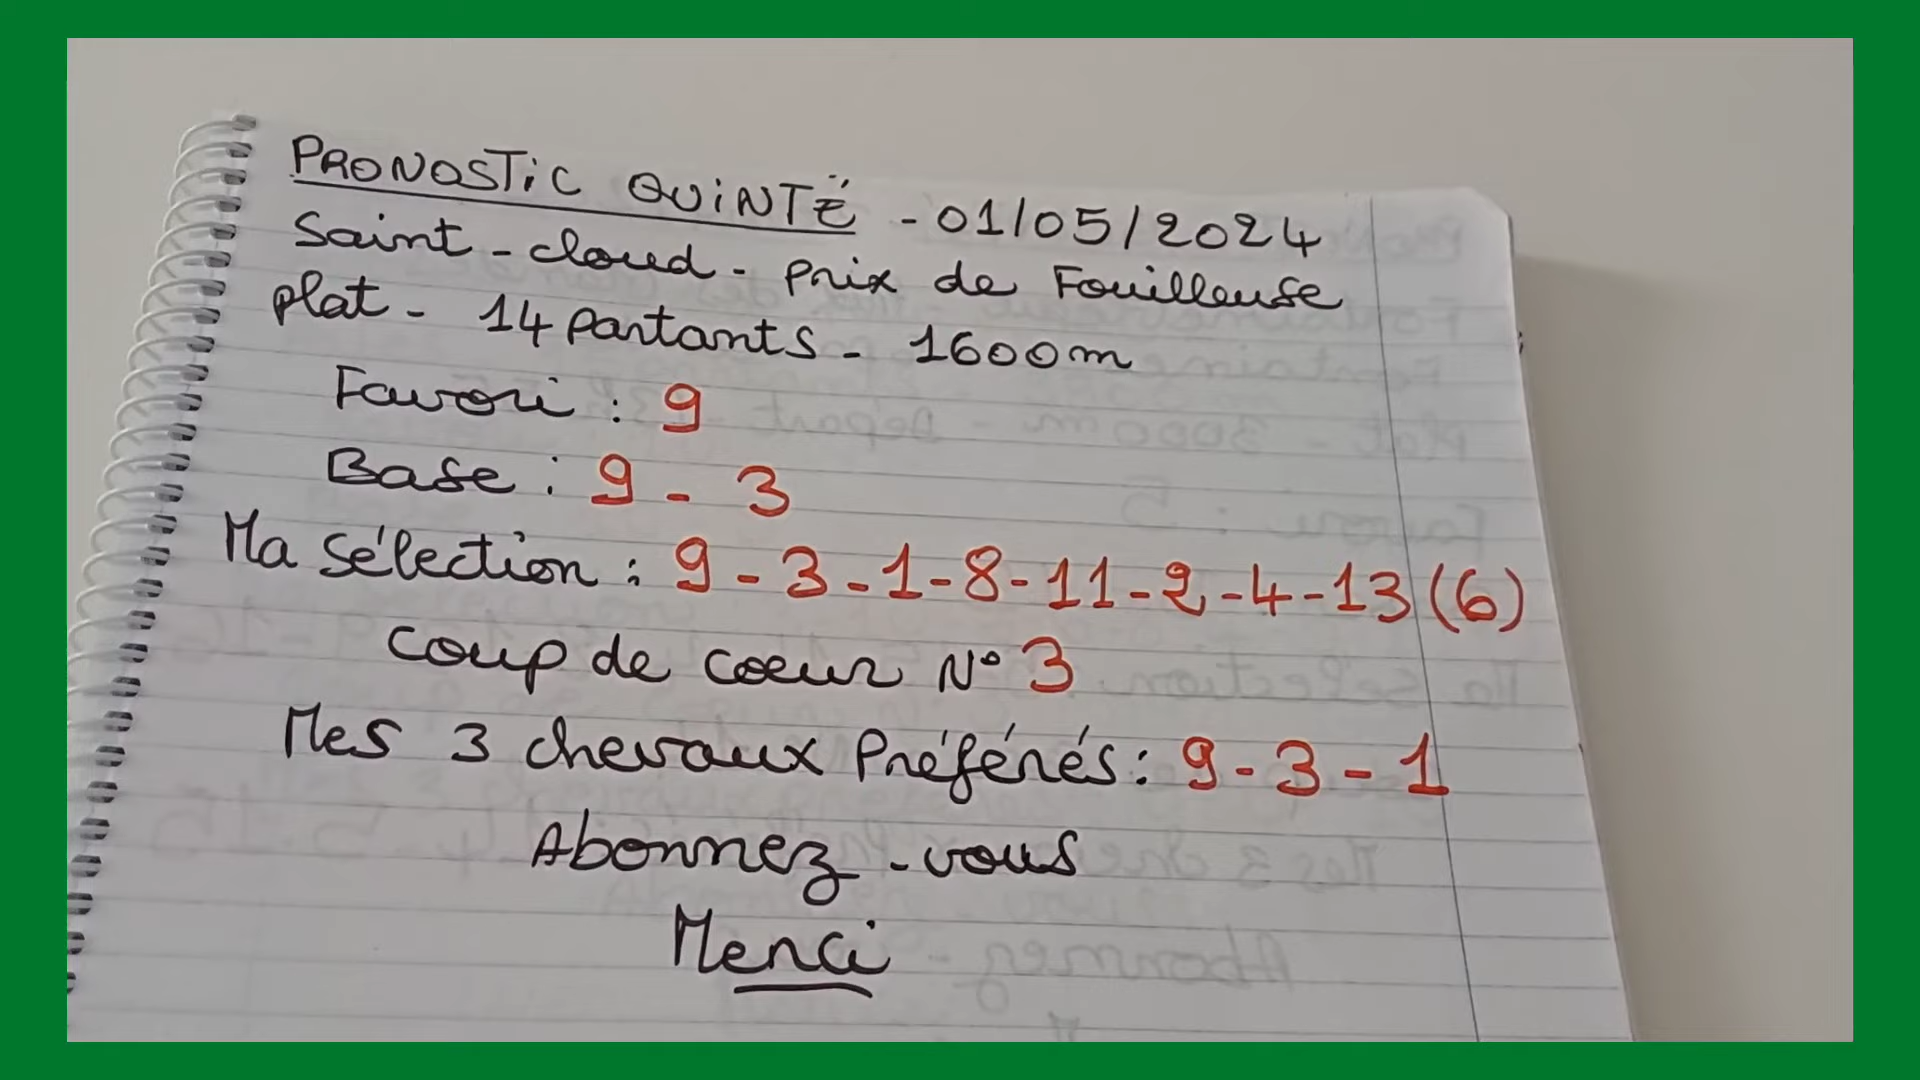 PRONOSTIC QUINTË - 01/05/2024
Saint-cloud - prix de Fouilleuse
plat - 14 partants - 1600m
Favori : 9
Base : 9 - 3
Ma sélection : 9 - 3 - 1 - 8 - 11 - 2 - 4 - 13 (6)
coup de coeur N° 3
Mes 3 chevaux Préférés : 9 - 3 - 1
Abonnez-vous
Merci